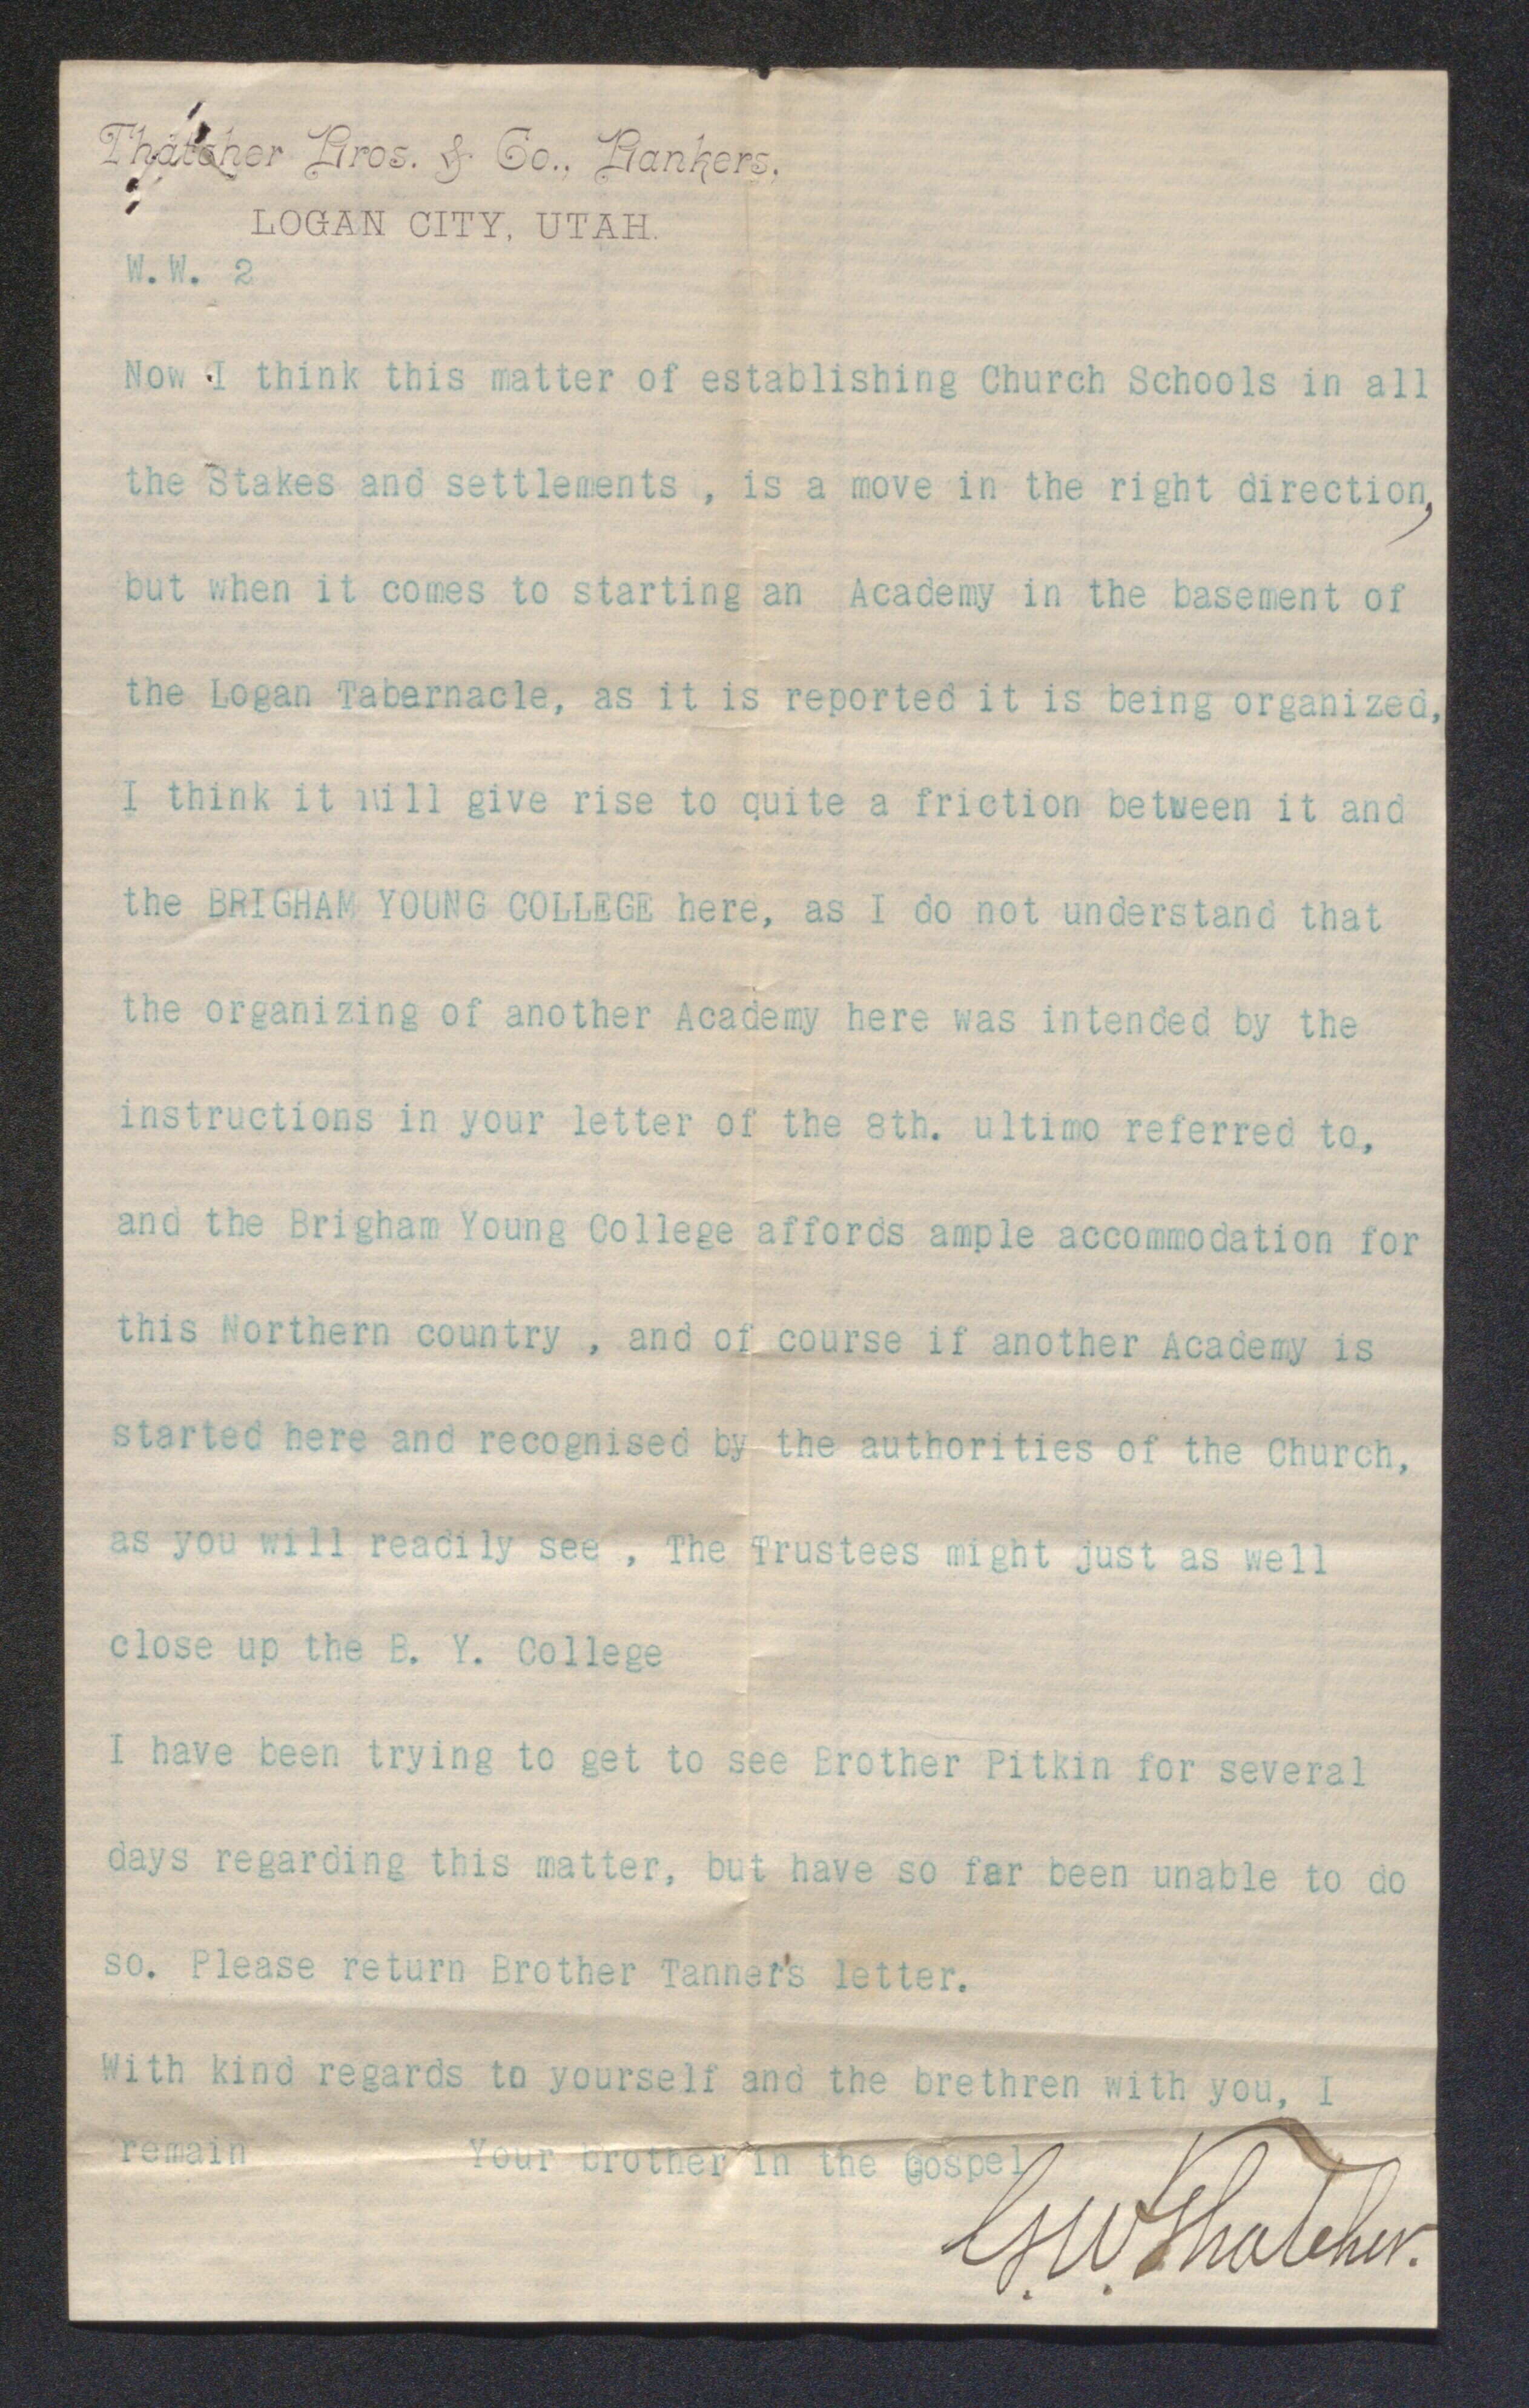 Thatcher Bros. & Co., Bankers,
LOGAN CITY, UTAH.
W.W. 2
Now I think this matter of establishing Church Schools in all
the Stakes and settlements , is a move in the right direction,
but when it comes to starting an Academy in the basement of
the Logan Tabernacle, as it is reported it is being organized,
I think it will give rise to quite a friction between it and
the BRIGHAM YOUNG COLLEGE here, as I do not understand that
the organizing of another Academy here was intended by the
instructions in your letter of the 8th. ultimo referred to,
and the Brigham Young College affords ample accommodation for
this Northern country , and of course if another Academy is
started here and recognised by the authorities of the Church,
as you will readily see , The Trustees might just as well
close up the B. Y. College
I have been trying to get to see Brother Pitkin for several
days regarding this matter, but have so far been unable to do
so. Please return Brother Tanner's letter.
With kind regards to yourself and the brethren with you, I
remain Your brother in the Gospel
G.W. Thatcher.